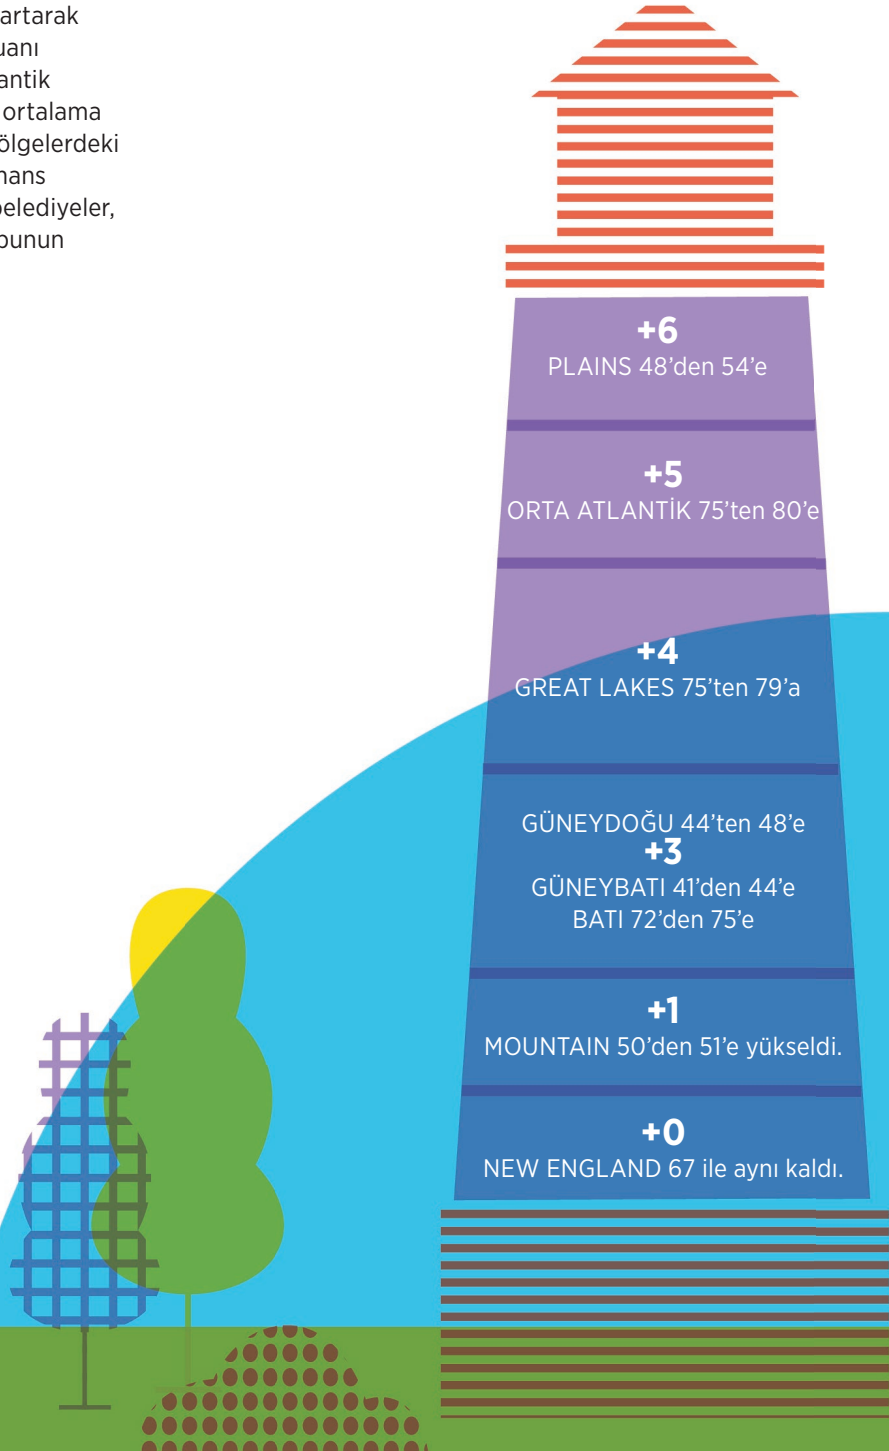 artarak
uanı
antik
ortalama
ölgelerdeki
nans
belediyeler,
bunun
+6
PLAINS 48’den 54’e
+5
ORTA ATLANTİK 75’ten 80’e
+4
GREAT LAKES 75’ten 79’a
GÜNEYDOĞU 44’ten 48’e
+3
GÜNEYBATI 41’den 44’e
BATI 72’den 75’e
+1
MOUNTAIN 50’den 51’e yükseldi.
+0
NEW ENGLAND 67 ile aynı kaldı.